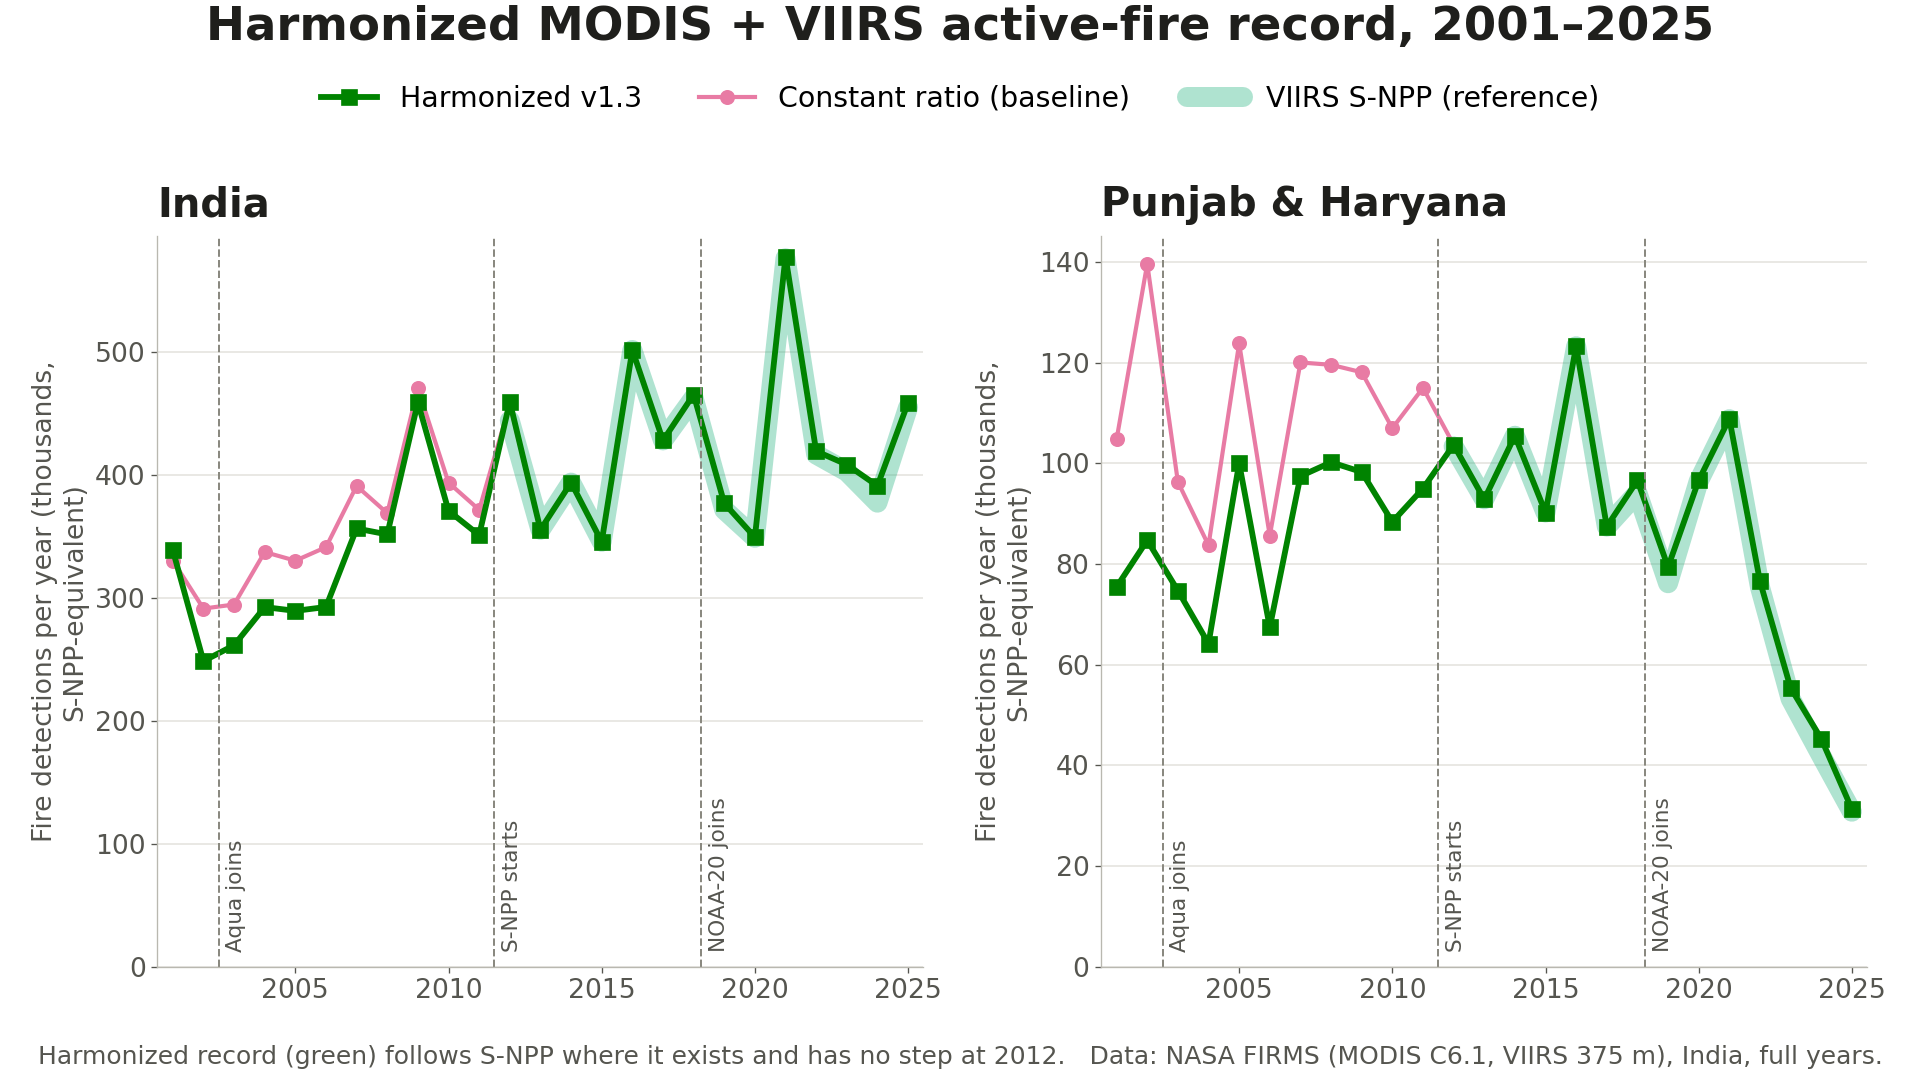 Harmonized MODIS + VIIRS active-fire record, 2001–2025
Harmonized v1.3
Constant ratio (baseline)
VIIRS S-NPP (reference)
India
Fire detections per year (thousands,
S-NPP-equivalent)
500
400
300
200
100
0
Aqua joins
S-NPP starts
NOAA-20 joins
2005
2010
2015
2020
2025
Punjab & Haryana
Fire detections per year (thousands,
S-NPP-equivalent)
140
120
100
80
60
40
20
0
Aqua joins
S-NPP starts
NOAA-20 joins
2005
2010
2015
2020
2025
Harmonized record (green) follows S-NPP where it exists and has no step at 2012. Data: NASA FIRMS (MODIS C6.1, VIIRS 375 m), India, full years.